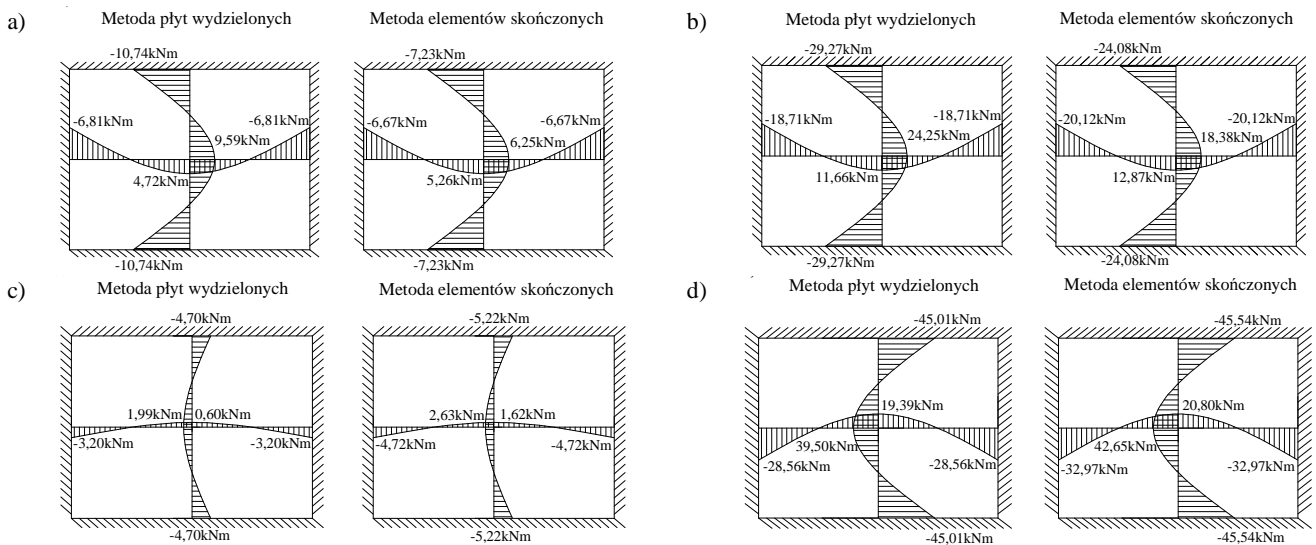 a)
Metoda płyt wydzielonych
-10,74kNm
-6,81kNm
-6,81kNm
9,59kNm
4,72kNm
-10,74kNm
Metoda elementów skończonych
-7,23kNm
-6,67kNm
-6,67kNm
6,25kNm
5,26kNm
-7,23kNm
b)
Metoda płyt wydzielonych
-29,27kNm
-18,71kNm
-18,71kNm
24,25kNm
11,66kNm
-29,27kNm
Metoda elementów skończonych
-24,08kNm
-20,12kNm
-20,12kNm
18,38kNm
12,87kNm
-24,08kNm
c)
Metoda płyt wydzielonych
-4,70kNm
1,99kNm
0,60kNm
-3,20kNm
-3,20kNm
-4,70kNm
Metoda elementów skończonych
-5,22kNm
2,63kNm
1,62kNm
-4,72kNm
-4,72kNm
-5,22kNm
d)
Metoda płyt wydzielonych
-45,01kNm
19,39kNm
39,50kNm
-28,56kNm
-28,56kNm
-45,01kNm
Metoda elementów skończonych
-45,54kNm
20,80kNm
42,65kNm
-32,97kNm
-32,97kNm
-45,54kNm